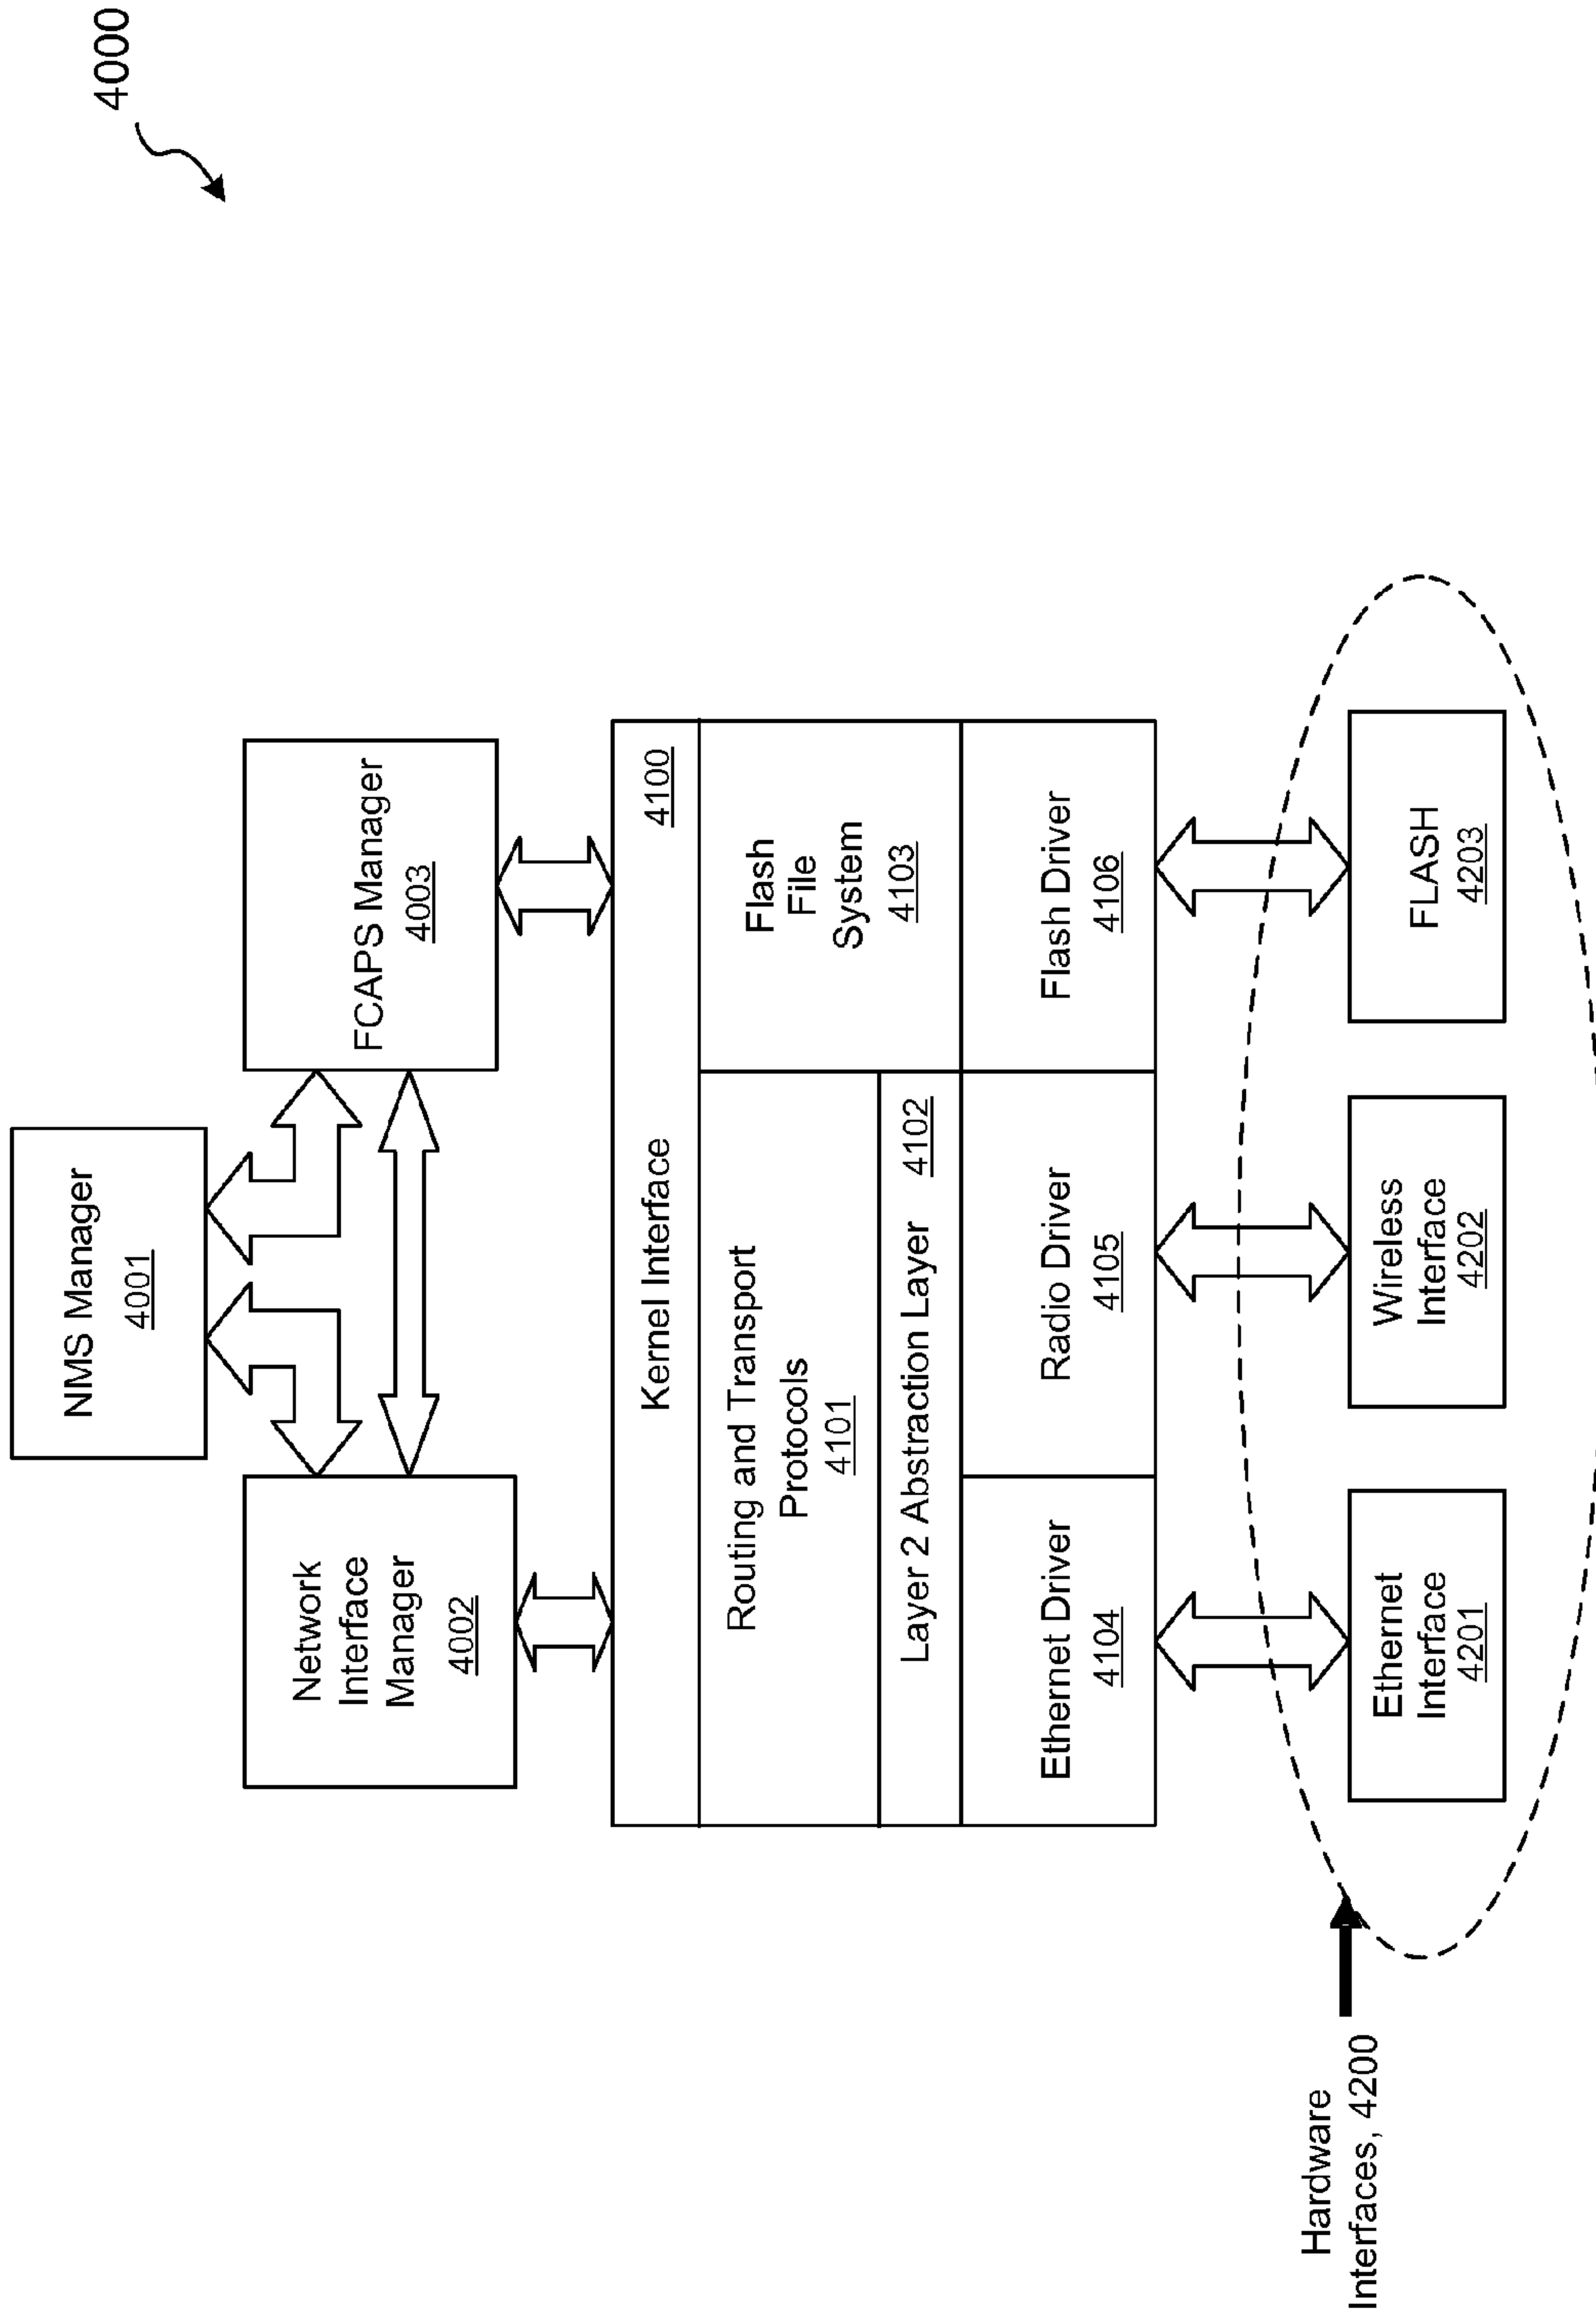 4000
NMS Manager
4001
Network
Interface
Manager
4002
FCAPS Manager
4003
Kernel Interface
4100
Routing and Transport
Protocols
4101
Flash
File
System
4103
Layer 2 Abstraction Layer
4102
Ethernet Driver
4104
Radio Driver
4105
Flash Driver
4106
Hardware
Interfaces, 4200
Ethernet
Interface
4201
Wireless
Interface
4202
FLASH
4203